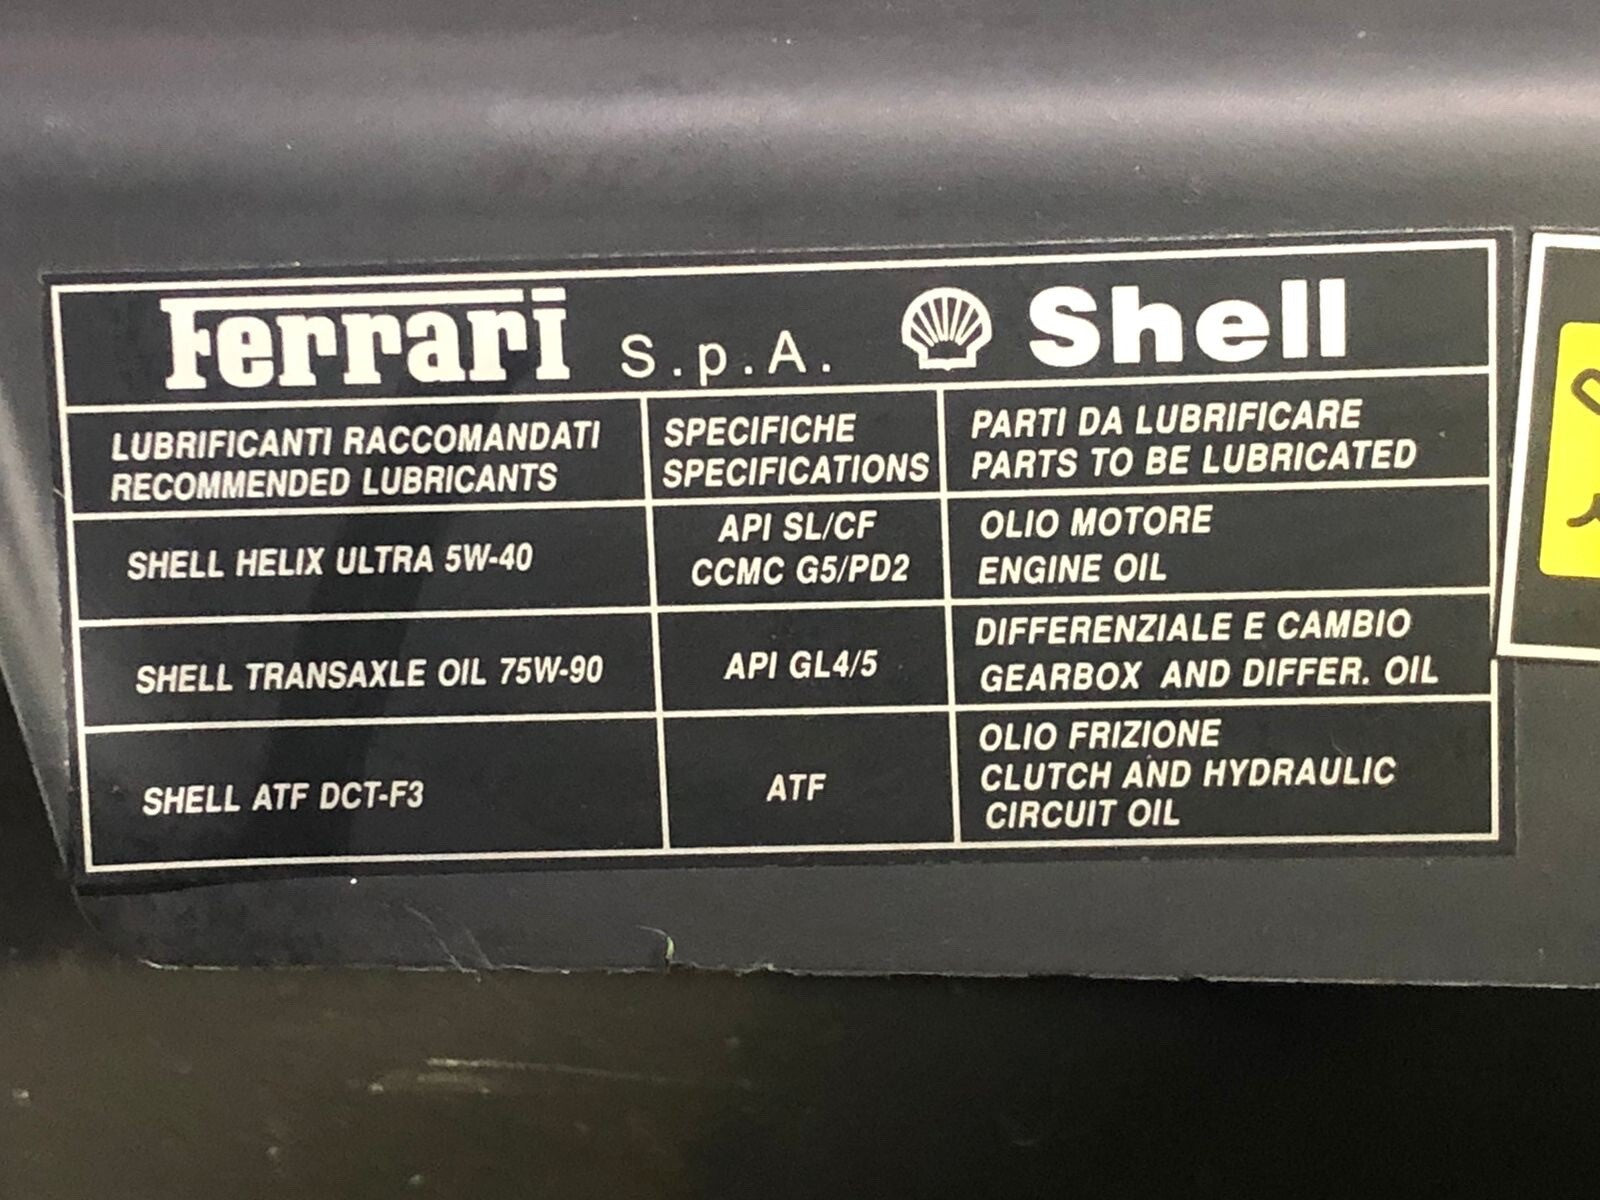 Ferrari S.p.A. Shell
LUBRIFICANTI RACCOMANDATI
RECOMMENDED LUBRICANTS
SPECIFICHE
SPECIFICATIONS
PARTI DA LUBRIFICARE
PARTS TO BE LUBRICATED
SHELL HELIX ULTRA 5W-40
API SL/CF
CCMC G5/PD2
OLIO MOTORE
ENGINE OIL
SHELL TRANSAXLE OIL 75W-90
API GL4/5
DIFFERENZIALE E CAMBIO
GEARBOX AND DIFFER. OIL
SHELL ATF DCT-F3
ATF
OLIO FRIZIONE
CLUTCH AND HYDRAULIC
CIRCUIT OIL